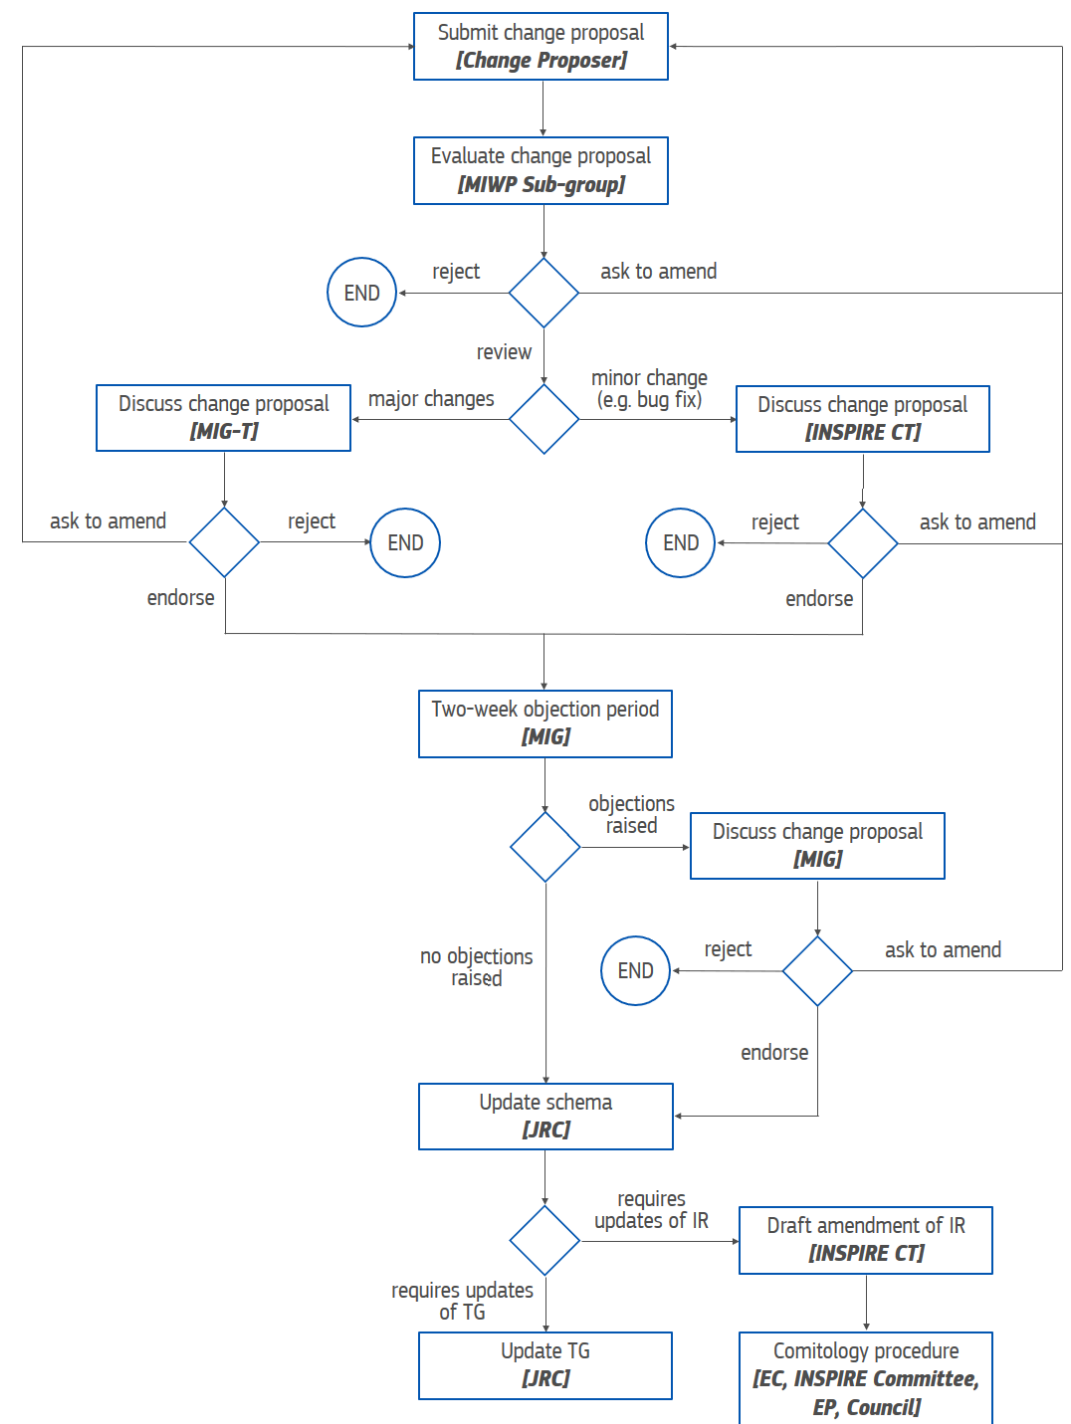 Submit change proposal
[Change Proposer]
Evaluate change proposal
[MIWP Sub-group]
reject
ask to amend
END
review
minor change
(e.g. bug fix)
major changes
Discuss change proposal
[MIG-T]
Discuss change proposal
[INSPIRE CT]
ask to amend
reject
END
reject
END
ask to amend
endorse
endorse
Two-week objection period
[MIG]
objections
raised
Discuss change proposal
[MIG]
no objections
raised
reject
END
ask to amend
endorse
Update schema
[JRC]
requires
updates of IR
Draft amendment of IR
[INSPIRE CT]
requires updates
of TG
Update TG
[JRC]
Comitology procedure
[EC, INSPIRE Committee,
EP, Council]